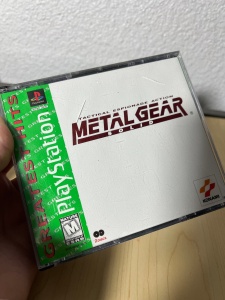 GREATEST HITS
PlayStation
TACTICAL ESPIONAGE ACTION
METAL GEAR
SOLID
M
KONAMI